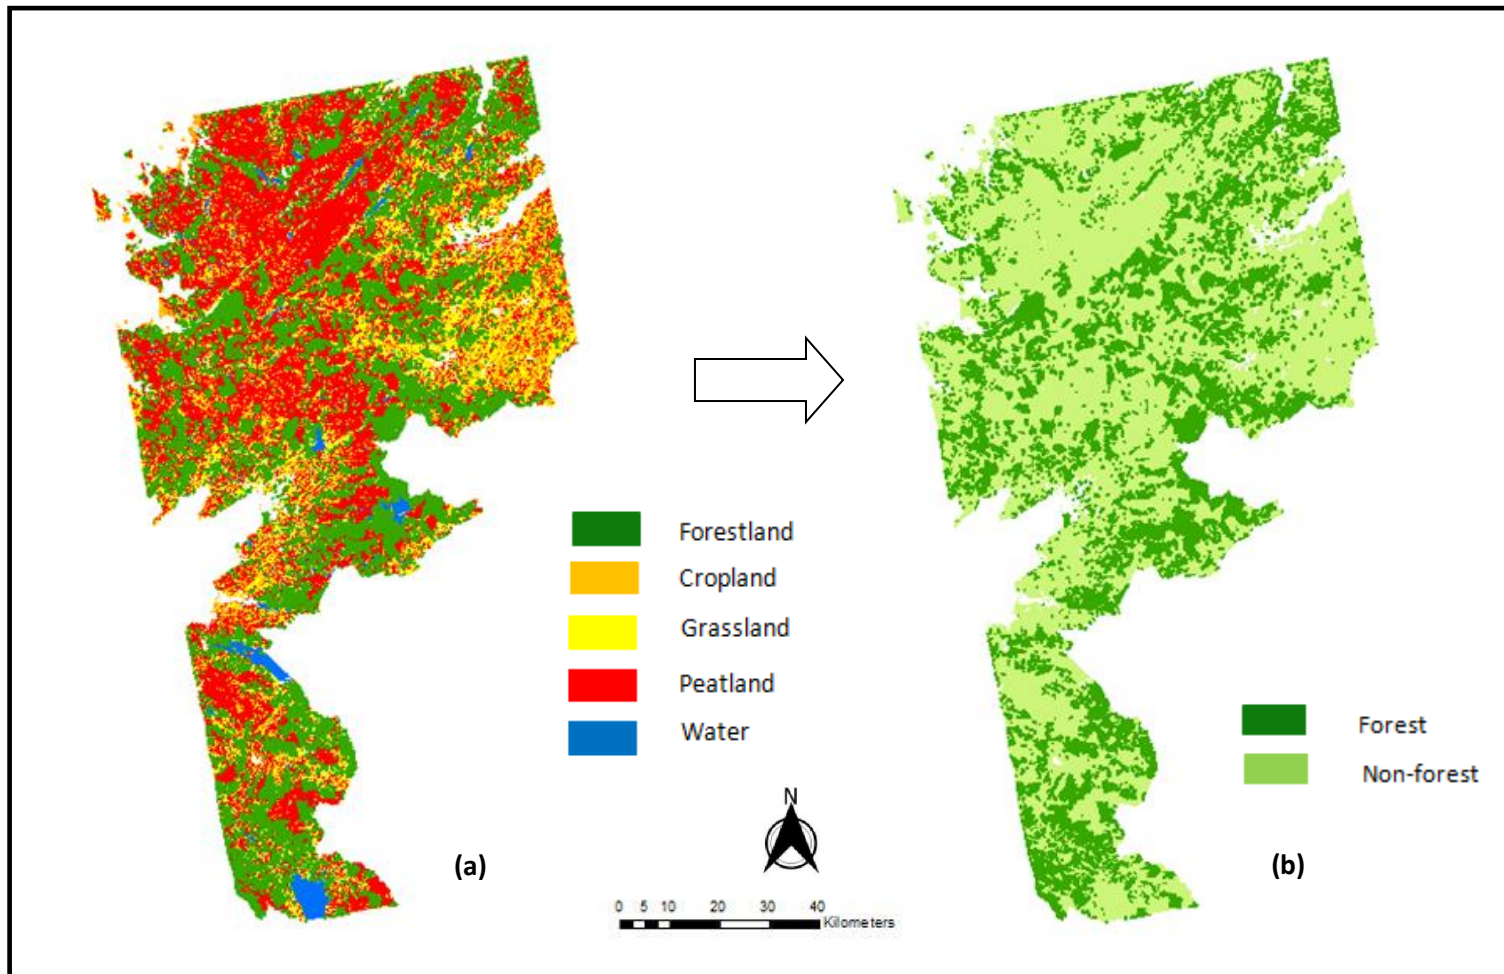 Forestland
Cropland
Grassland
Peatland
Water
Forest
Non-forest
N
(a)
(b)
0 5 10 20 30 40
Kilometers